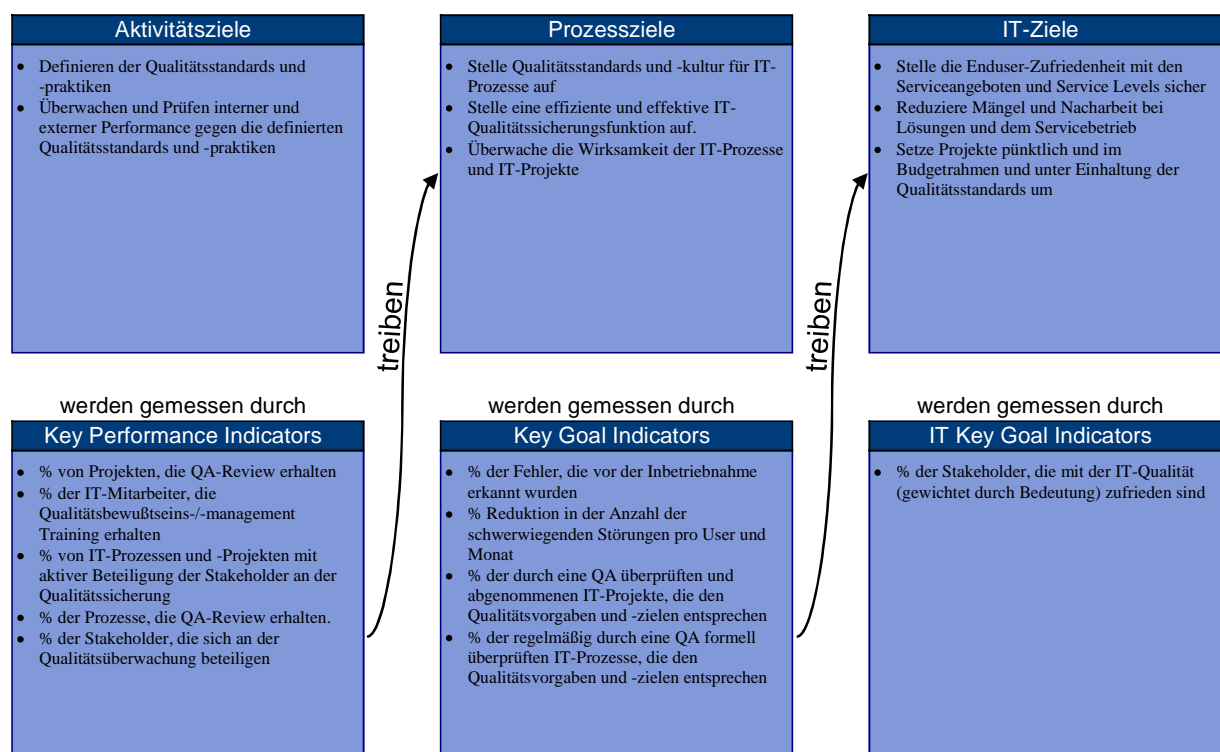 Aktivitätsziele
• Definieren der Qualitätsstandards und
-praktiken
• Überwachen und Prüfen interner und
externer Performance gegen die definierten
Qualitätsstandards und -praktiken
Prozessziele
• Stelle Qualitätsstandards und -kultur für IT-
Prozesse auf
• Stelle eine effiziente und effektive IT-
Qualitätssicherungsfunktion auf.
• Überwache die Wirksamkeit der IT-Prozesse
und IT-Projekte
IT-Ziele
• Stelle die Enduser-Zufriedenheit mit den
Serviceangeboten und Service Levels sicher
• Reduziere Mängel und Nacharbeit bei
Lösungen und dem Servicebetrieb
• Setze Projekte pünktlich und im
Budgetrahmen und unter Einhaltung der
Qualitätsstandards um
treiben
treiben
werden gemessen durch
werden gemessen durch
werden gemessen durch
Key Performance Indicators
• % von Projekten, die QA-Review erhalten
• % der IT-Mitarbeiter, die
Qualitätsbewußtseins-/-management
Training erhalten
• % von IT-Prozessen und -Projekten mit
aktiver Beteiligung der Stakeholder an der
Qualitätssicherung
• % der Prozesse, die QA-Review erhalten.
• % der Stakeholder, die sich an der
Qualitätsüberwachung beteiligen
Key Goal Indicators
• % der Fehler, die vor der Inbetriebnahme
erkannt wurden
• % Reduktion in der Anzahl der
schwerwiegenden Störungen pro User und
Monat
• % der durch eine QA überprüften und
abgenommenen IT-Projekte, die den
Qualitätsvorgaben und -zielen entsprechen
• % der regelmäßig durch eine QA formell
überprüften IT-Prozesse, die den
Qualitätsvorgaben und -zielen entsprechen
IT Key Goal Indicators
• % der Stakeholder, die mit der IT-Qualität
(gewichtet durch Bedeutung) zufrieden sind